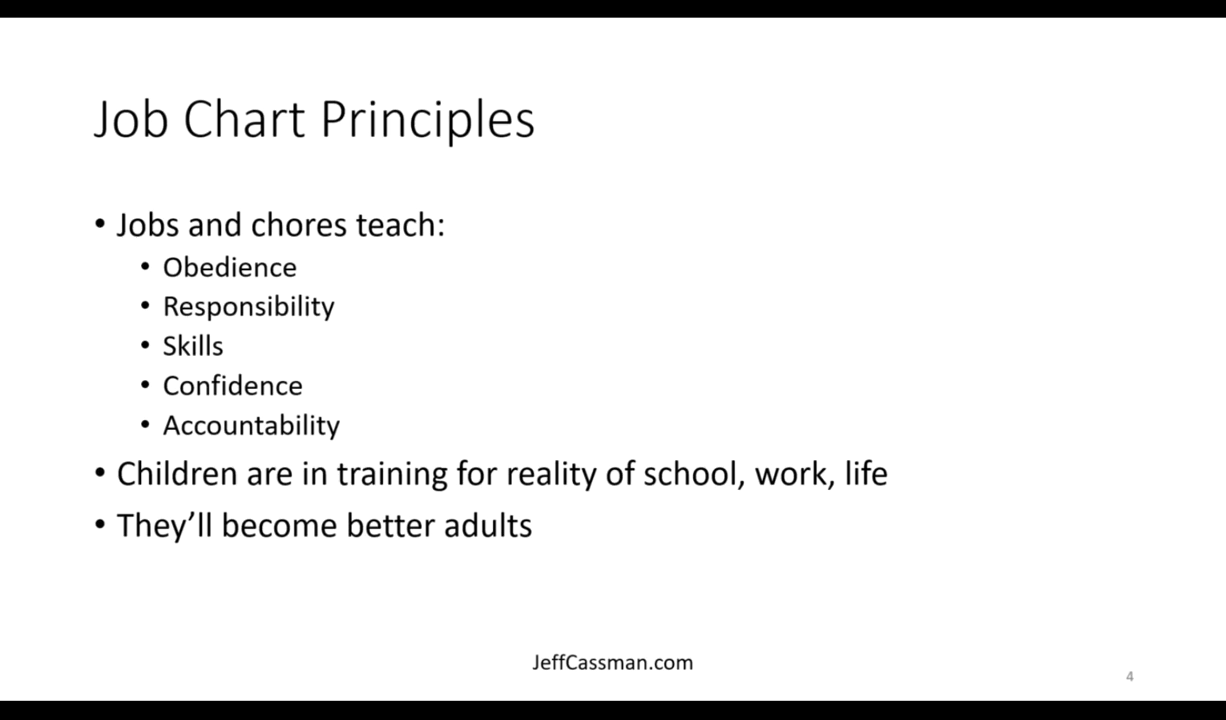 Job Chart Principles
• Jobs and chores teach:
• Obedience
• Responsibility
• Skills
• Confidence
• Accountability
• Children are in training for reality of school, work, life
• They’ll become better adults
JeffCassman.com
4